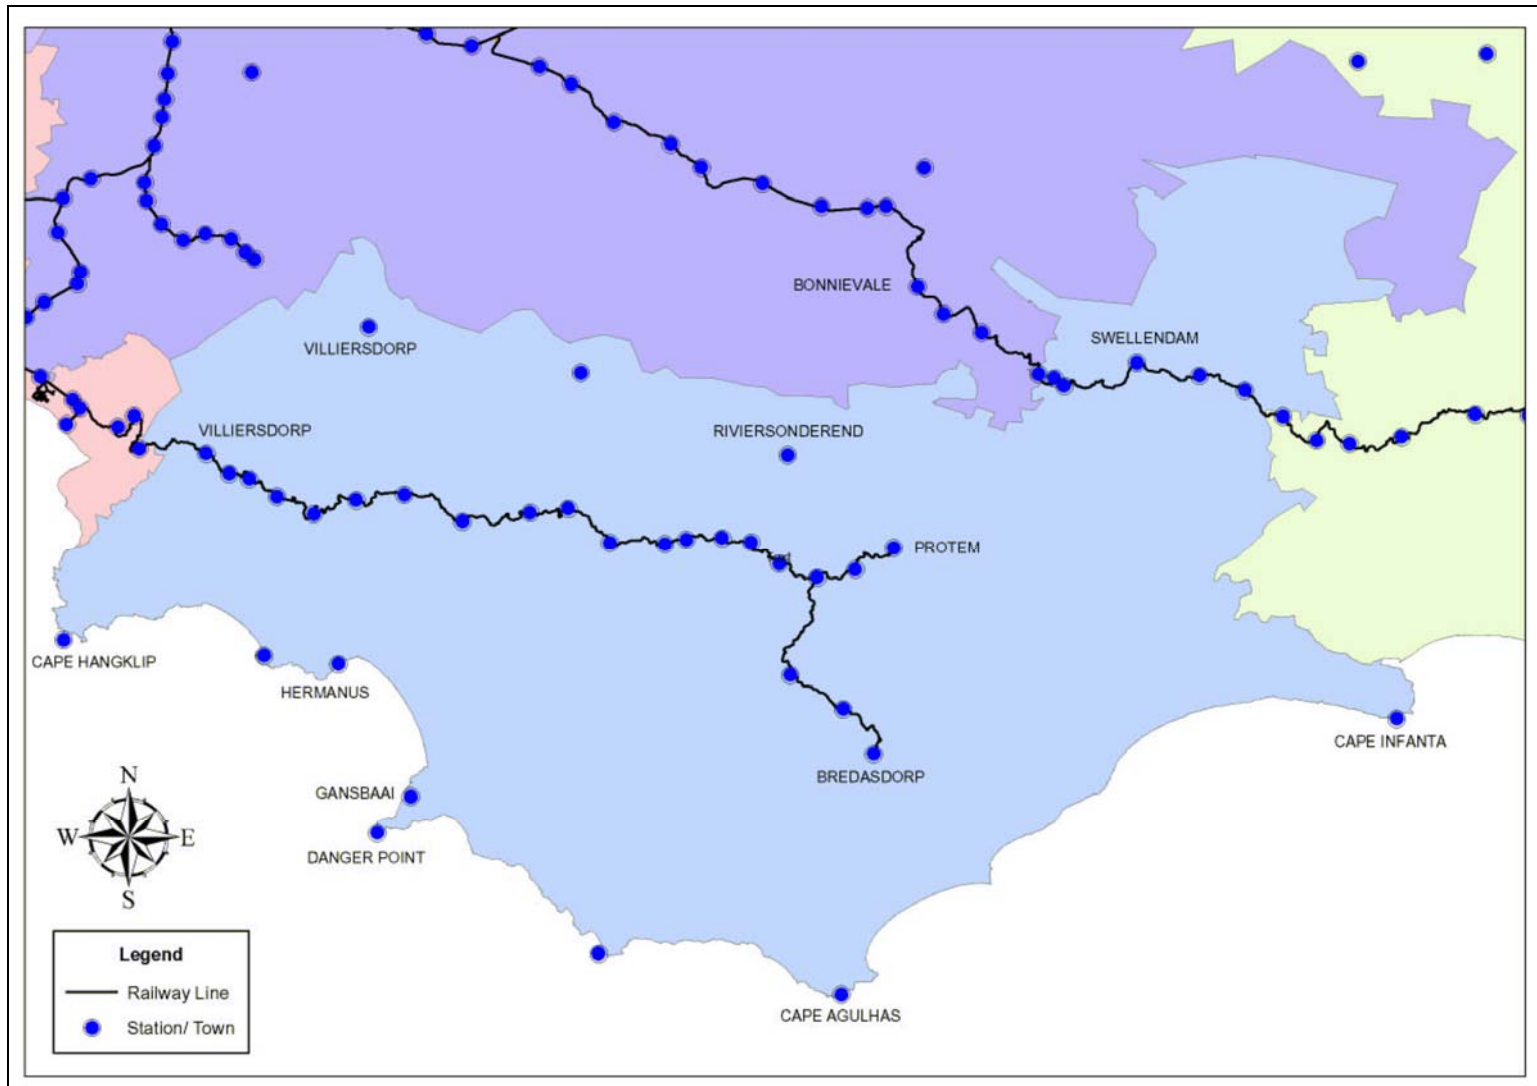 BONNIEVALE
SWELLENDAM
VILLIERSDORP
VILLIERSDORP
RIVIERSONDEREND
PROTEM
CAPE HANGKLIP
HERMANUS
CAPE INFANTA
BREDASDORP
GANSBAAI
DANGER POINT
CAPE AGULHAS
N
W E
S
Legend
Railway Line
Station/ Town